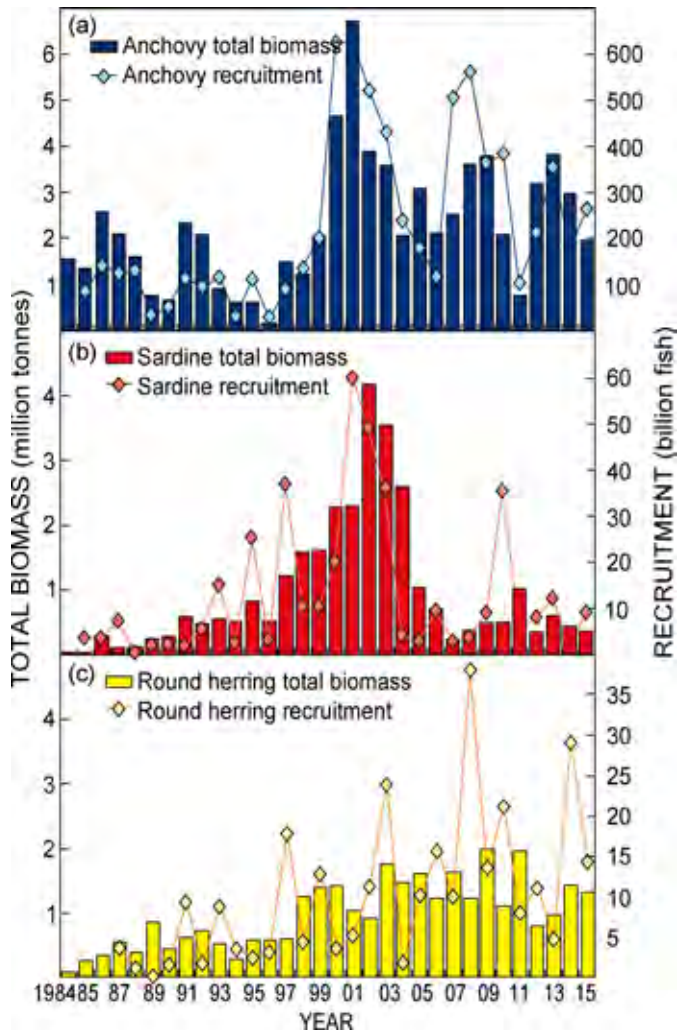 (a)
Anchovy total biomass
Anchovy recruitment
6
5
4
3
2
1
600
500
400
300
200
100
(b)
Sardine total biomass
Sardine recruitment
4
3
2
1
60
50
40
30
20
10
(c)
Round herring total biomass
Round herring recruitment
4
3
2
1
35
30
25
20
15
10
5
TOTAL BIOMASS (million tonnes)
RECRUITMENT (billion fish)
1984 85 87 89 91 93 95 97 99 01 03 05 07 09 11 13 15
YEAR